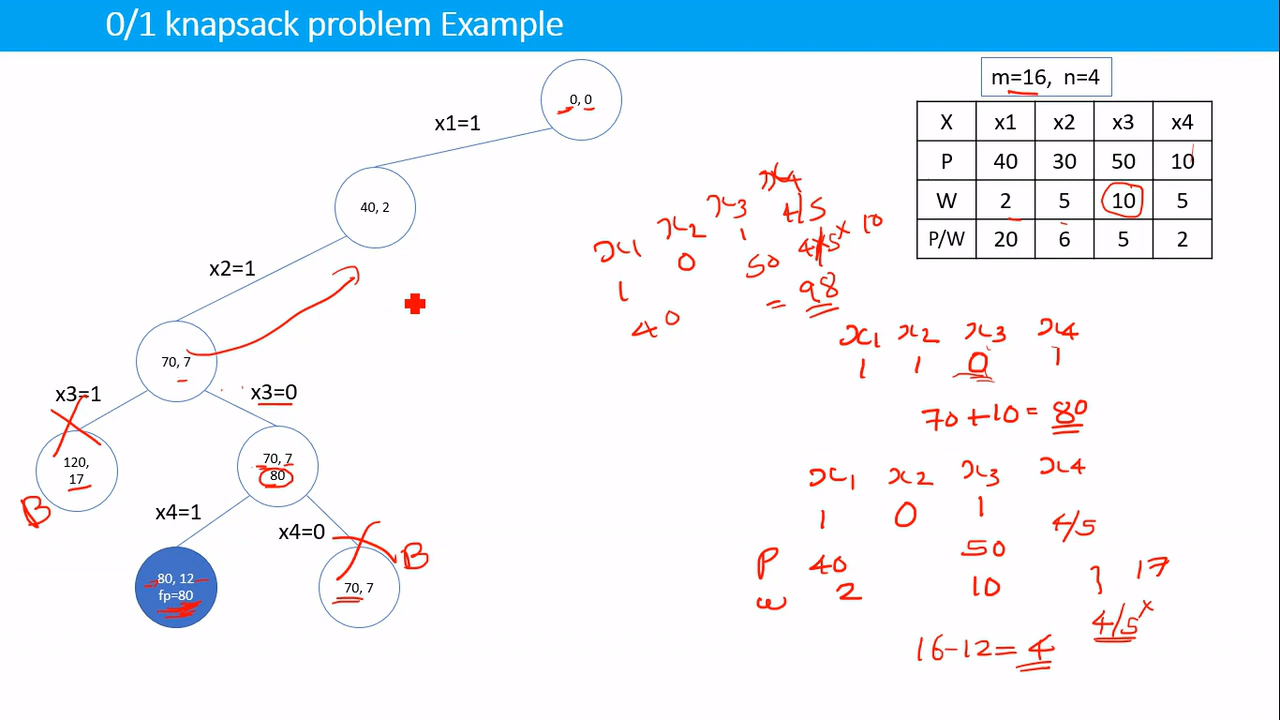 0/1 knapsack problem Example
m=16, n=4
X x1 x2 x3 x4
P 40 30 50 10
W 2 5 10 5
P/W 20 6 5 2
0, 0
x1=1
40, 2
x2=1
70, 7
x3=1
x3=0
120,
17
B
70, 7
80
x4=1
x4=0
80, 12
fp=80
70, 7
B
x1 x2 x3 x4
1 0 1 4/5
40 50 4/5 x 10
= 98
x1 x2 x3 x4
1 1 0 1
70+10= 80
x1 x2 x3 x4
1 0 1 4/5
P 40 50
w 2 10 17
4/5 x
16-12= 4